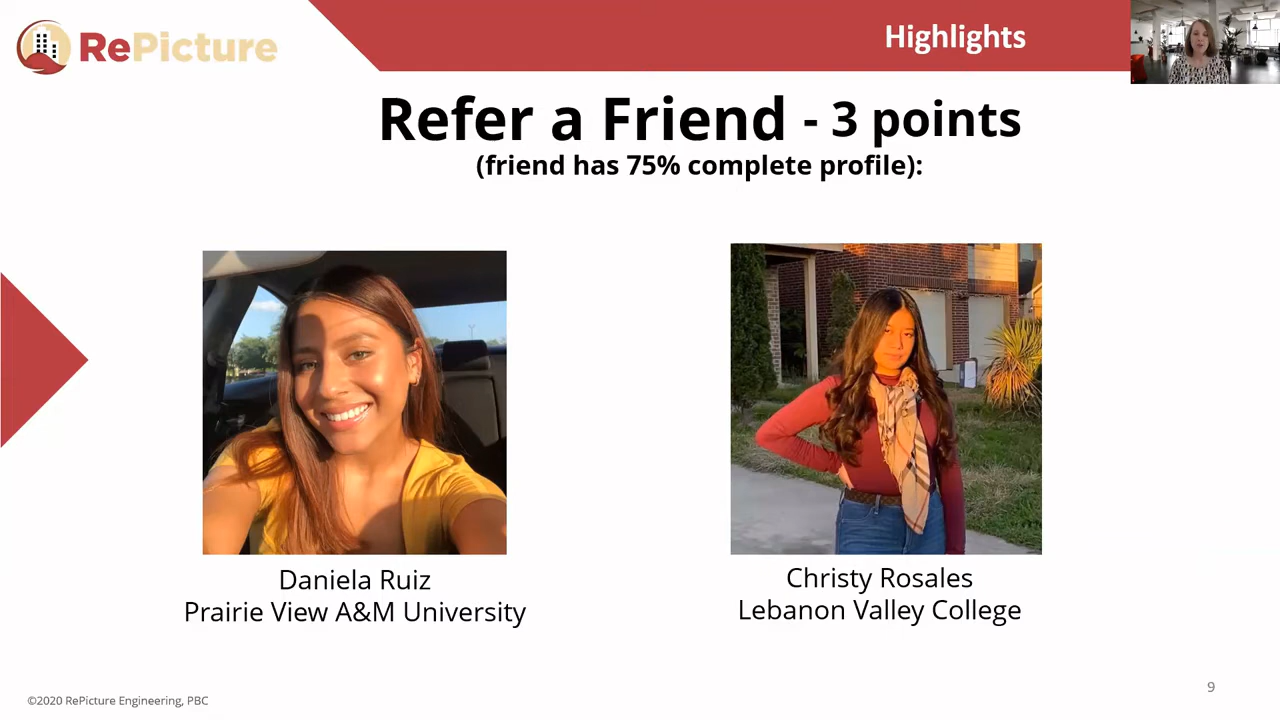 RePicture
Highlights
Refer a Friend - 3 points
(friend has 75% complete profile):
Daniela Ruiz
Prairie View A&M University
Christy Rosales
Lebanon Valley College
©2020 RePicture Engineering, PBC
9